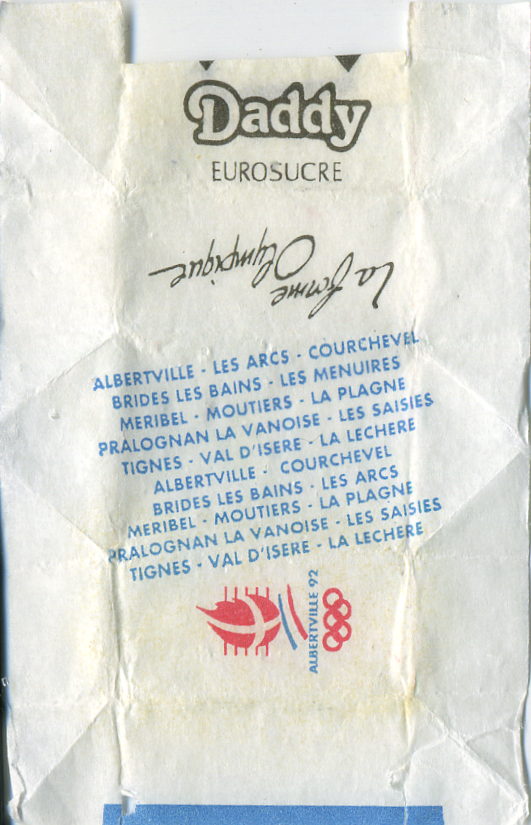 Daddy
EUROSUCRE
La forme
Olympique
ALBERTVILLE - LES ARCS - COURCHEVEL
BRIDES LES BAINS - LES MENUIRES
MERIBEL - MOUTIERS - LA PLAGNE
PRALOGNAN LA VANOISE - LES SAISIES
TIGNES - VAL D'ISERE - LA LECHERE
ALBERTVILLE - COURCHEVEL
BRIDES LES BAINS - LES ARCS
MERIBEL - MOUTIERS - LA PLAGNE
PRALOGNAN LA VANOISE - LES SAISIES
TIGNES - VAL D'ISERE - LA LECHERE
ALBERTVILLE 92